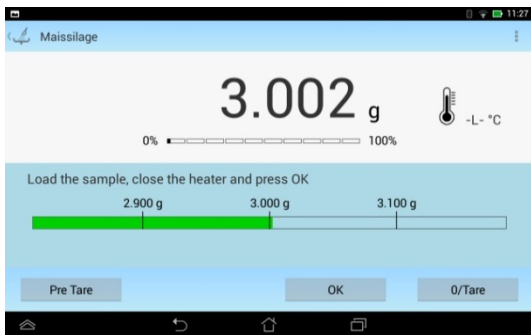 11:27
Maissilage
3.002 g
-L- °C
0% 100%
Load the sample, close the heater and press OK
2.900 g 3.000 g 3.100 g
Pre Tare OK 0/Tare